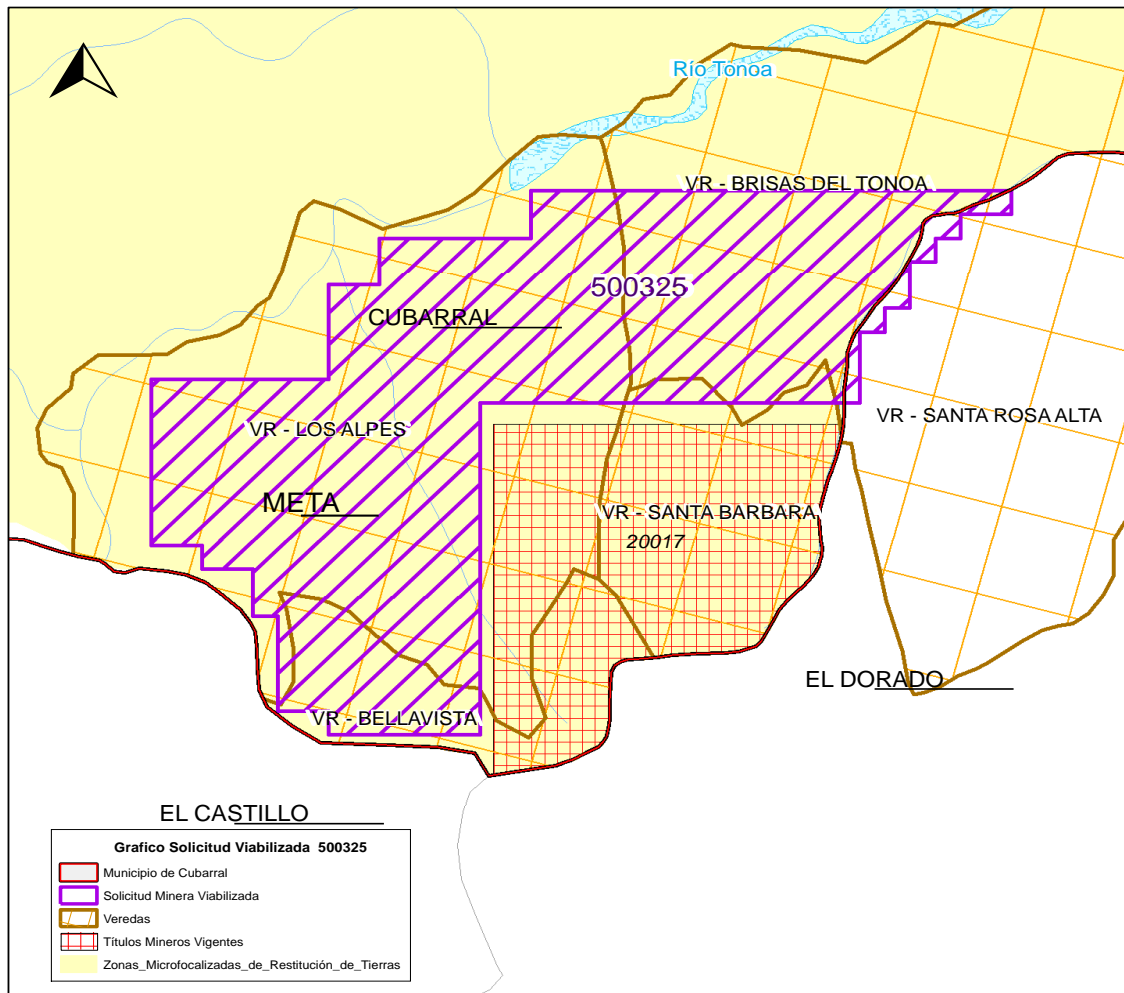 Río Tonoa
VR - BRISAS DEL TONOA
500325
CUBARRAL
VR - LOS ALPES
VR - SANTA ROSA ALTA
META
VR - SANTA BARBARA
20017
EL DORADO
VR - BELLAVISTA
EL CASTILLO
Grafico Solicitud Viabilizada 500325
Municipio de Cubarral
Solicitud Minera Viabilizada
Veredas
Títulos Mineros Vigentes
Zonas_Microfocalizadas_de_Restitución_de_Tierras